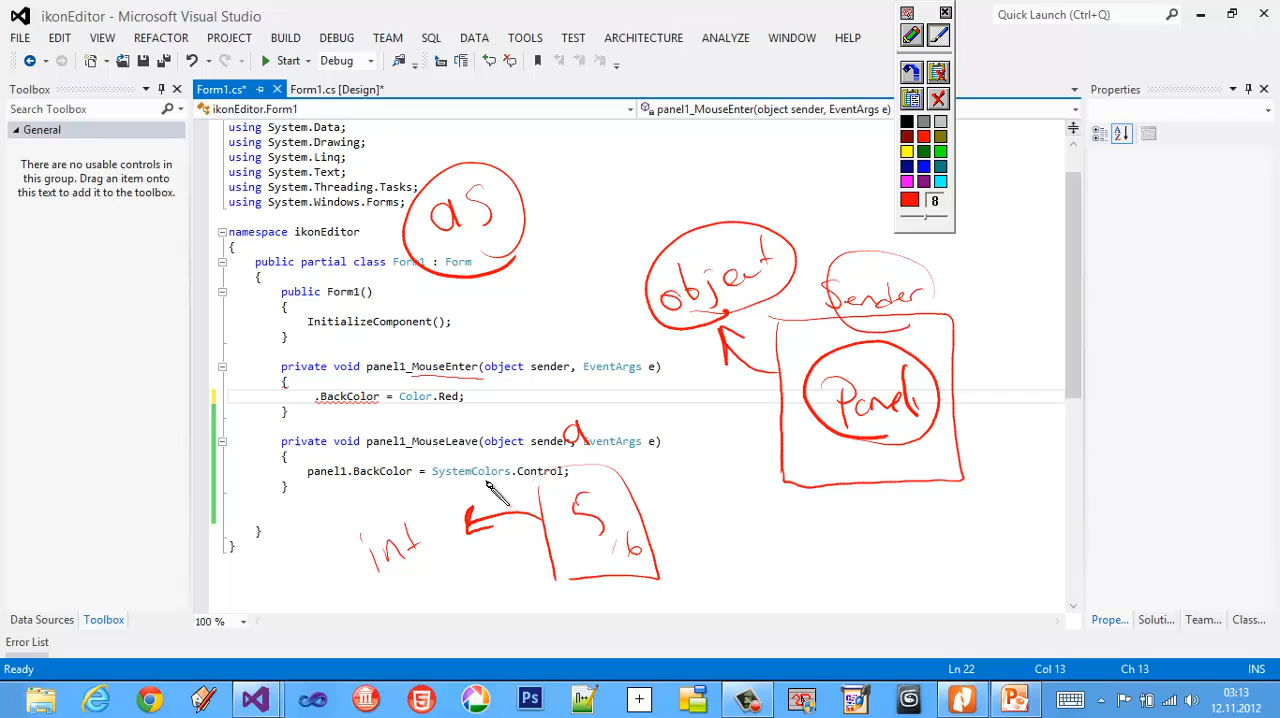 ikonEditor - Microsoft Visual Studio
Quick Launch (Ctrl+Q)
FILE EDIT VIEW REFACTOR PROJECT BUILD DEBUG TEAM SQL DATA TOOLS TEST ARCHITECTURE ANALYZE WINDOW HELP
Start Debug
Toolbox
Form1.cs* Form1.cs [Design]*
Properties
Search Toolbox
ikonEditor.Form1
panel1_MouseEnter(object sender, EventArgs e)
General
There are no usable controls in
this group. Drag an item onto
this text to add it to the toolbox.
using System.Data;
using System.Drawing;
using System.Linq;
using System.Text;
using System.Threading.Tasks;
using System.Windows.Forms;
namespace ikonEditor
{
public partial class Form1 : Form
{
public Form1()
{
InitializeComponent();
}
private void panel1_MouseEnter(object sender, EventArgs e)
{
.BackColor = Color.Red;
}
private void panel1_MouseLeave(object sender, EventArgs e)
{
panel1.BackColor = SystemColors.Control;
}
}
}
8
as
object
Sender
Panel
a
5
int
100 %
Data Sources Toolbox
Prope... Soluti... Team... Class...
Error List
Ready
Ln 22 Col 13 Ch 13 INS
Ps
03:13
12.11.2012